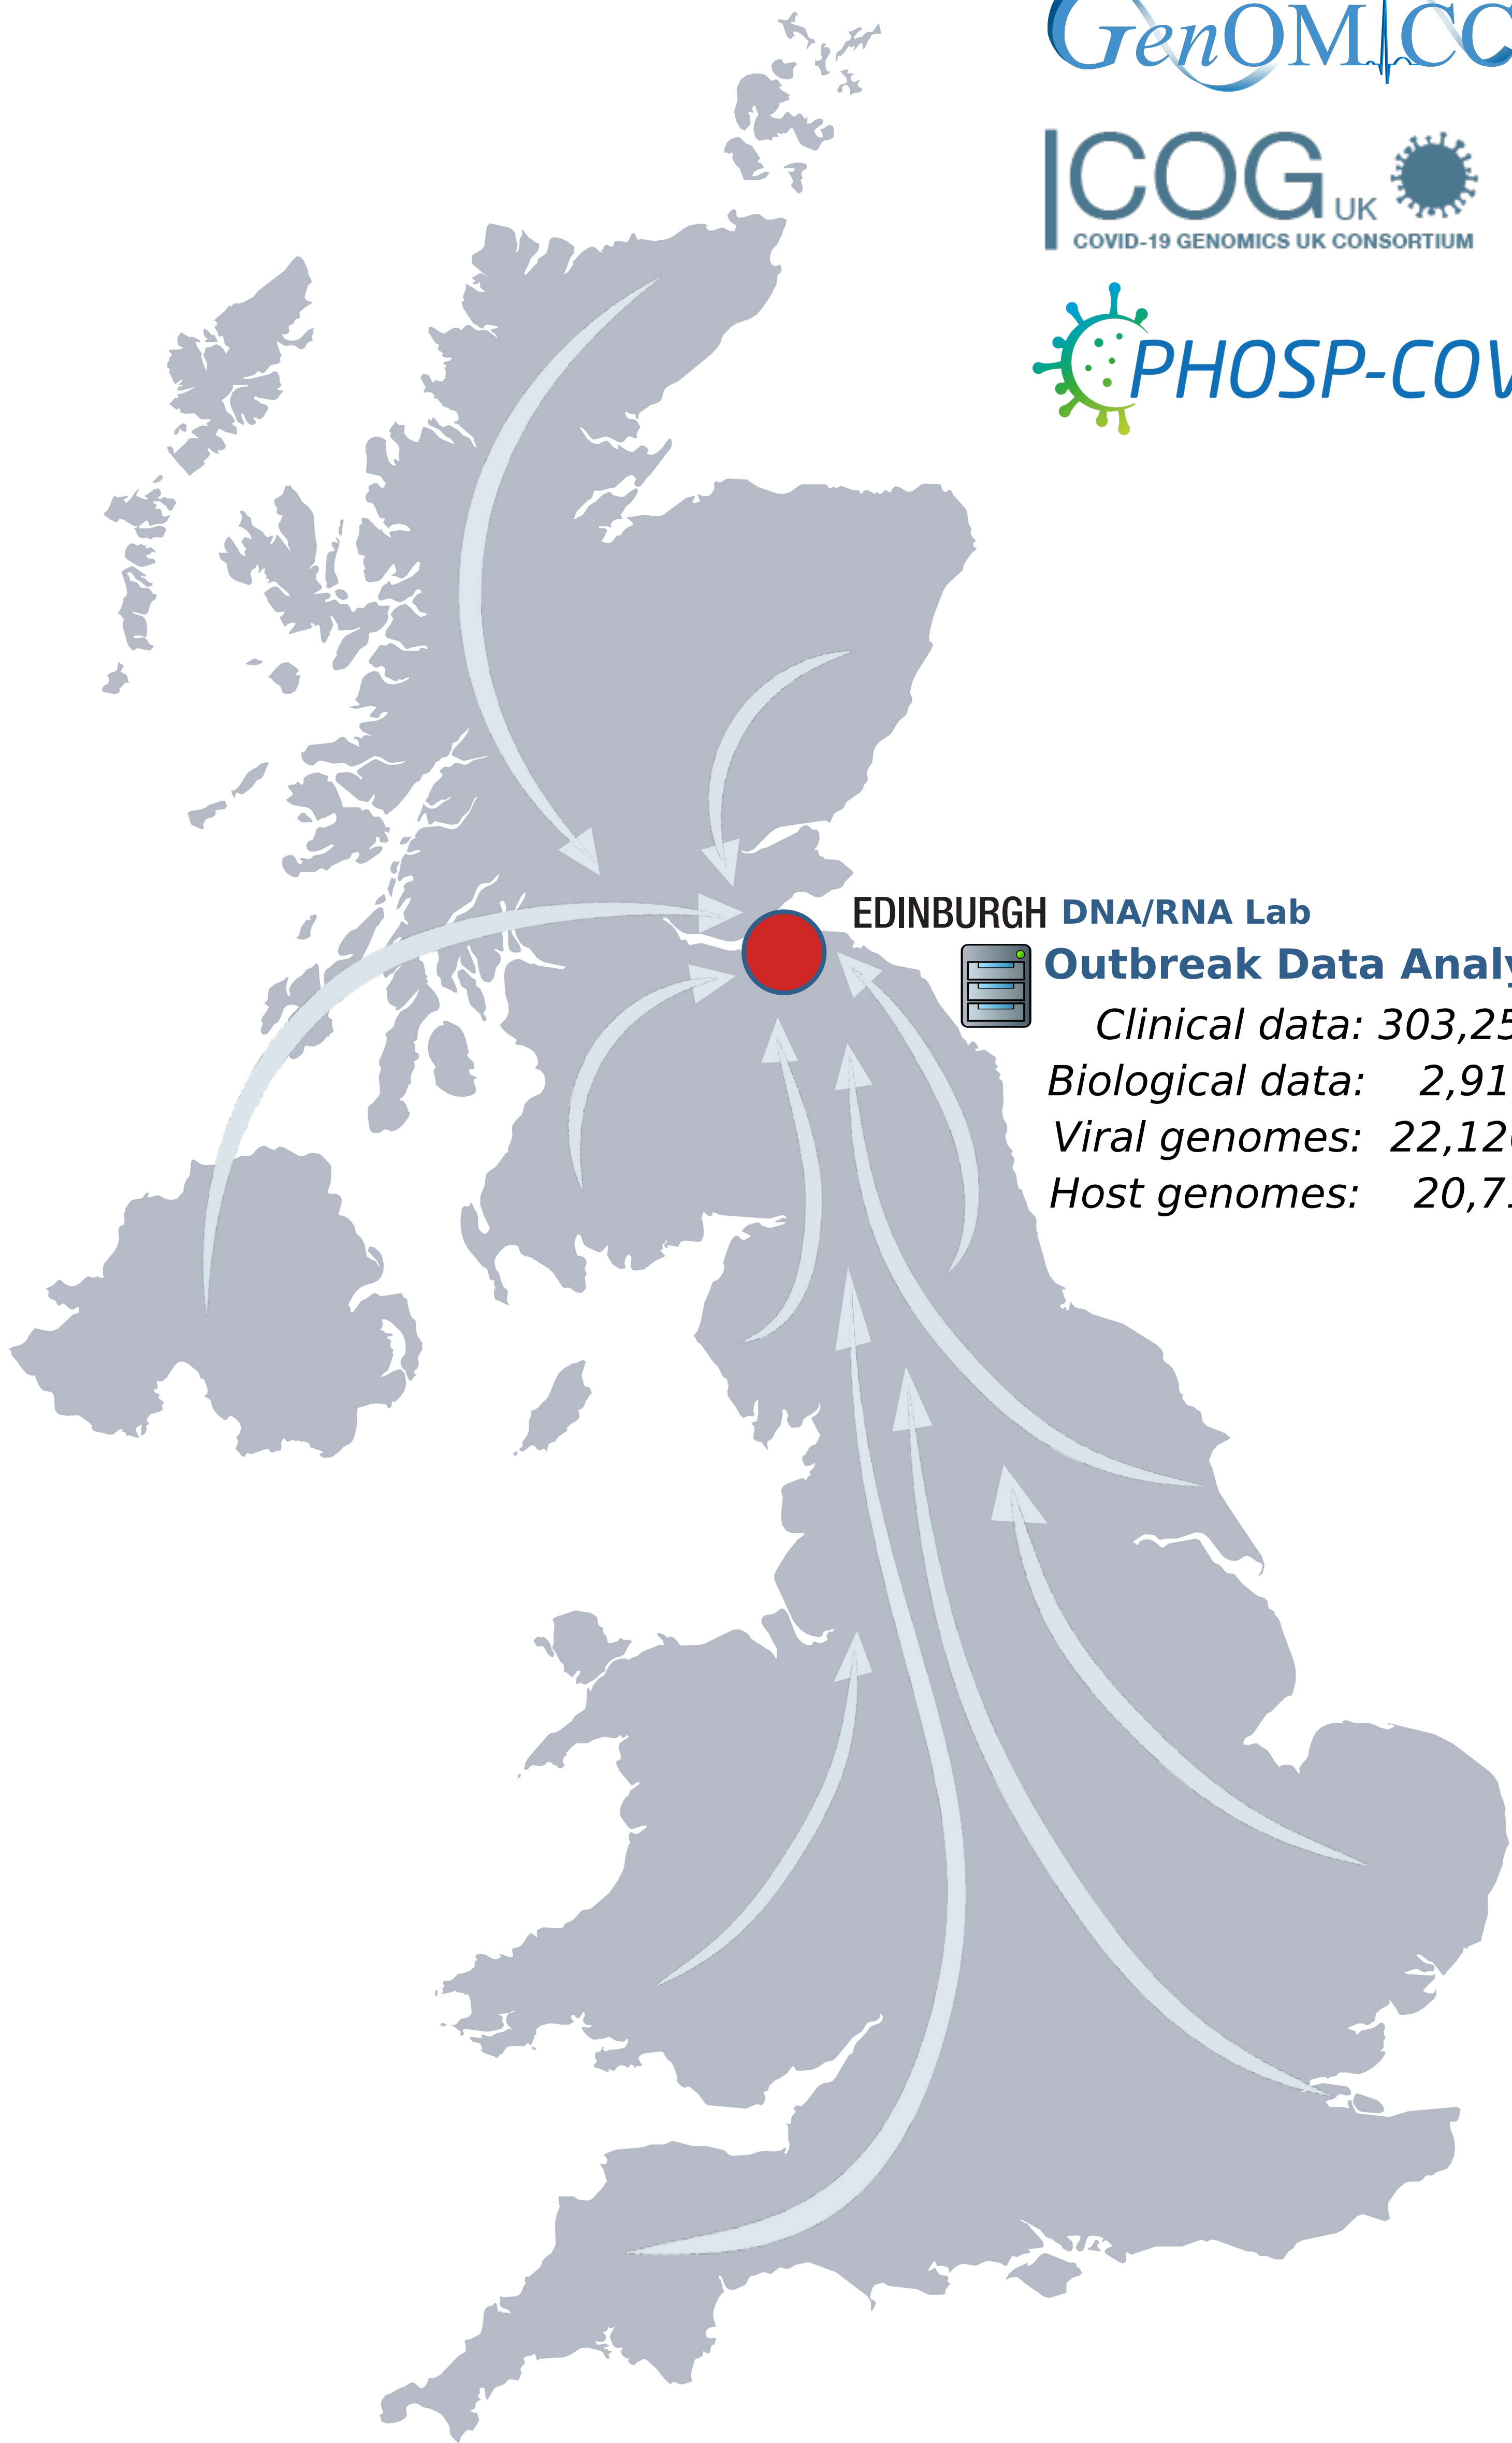 GenOMICC
COG UK
COVID-19 GENOMICS UK CONSORTIUM
PHOSP-COV
EDINBURGH DNA/RNA Lab
Outbreak Data Analy
Clinical data: 303,25
Biological data: 2,91
Viral genomes: 22,12
Host genomes: 20,7